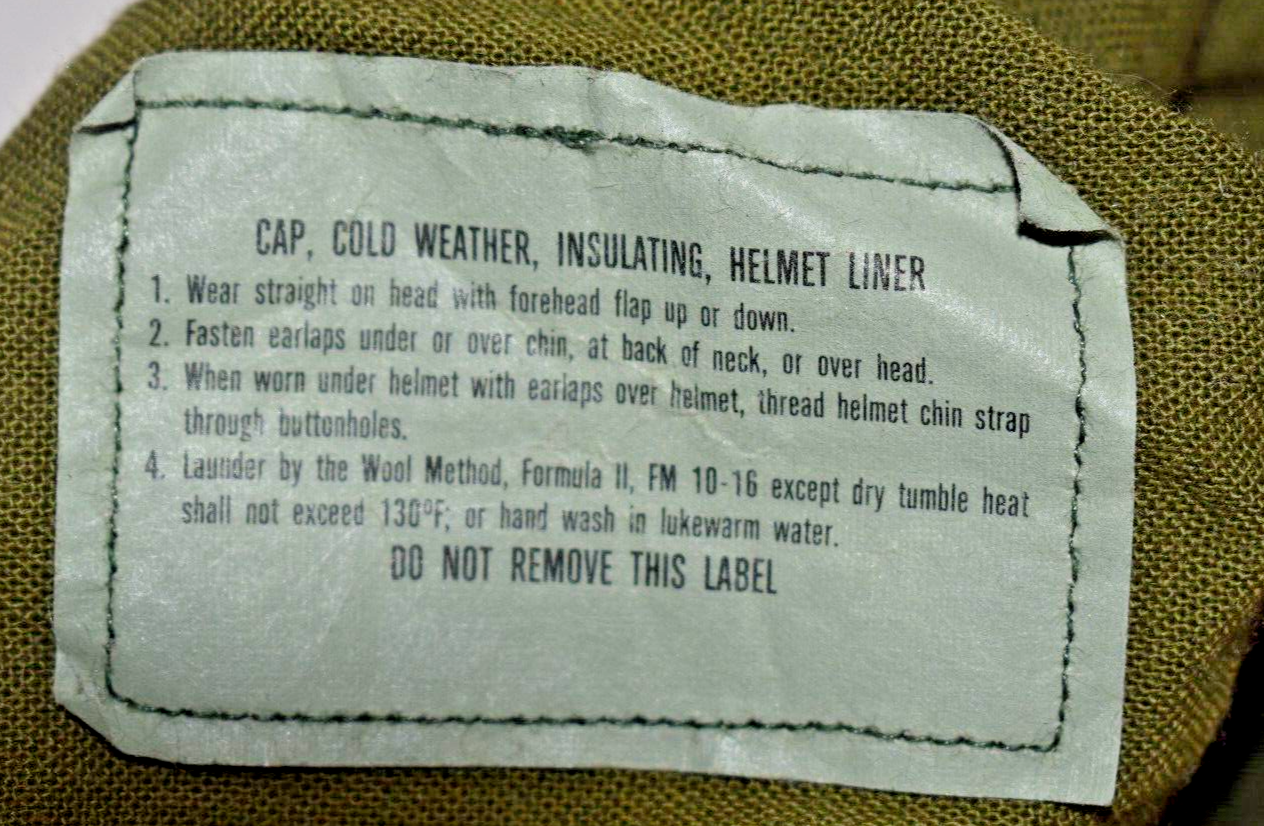 CAP, COLD WEATHER, INSULATING, HELMET LINER
1. Wear straight on head with forehead flap up or down.
2. Fasten earlaps under or over chin, at back of neck, or over head.
3. When worn under helmet with earlaps over helmet, thread helmet chin strap
through buttonholes.
4. Launder by the Wool Method, Formula II, FM 10-16 except dry tumble heat
shall not exceed 130°F; or hand wash in lukewarm water.
DO NOT REMOVE THIS LABEL